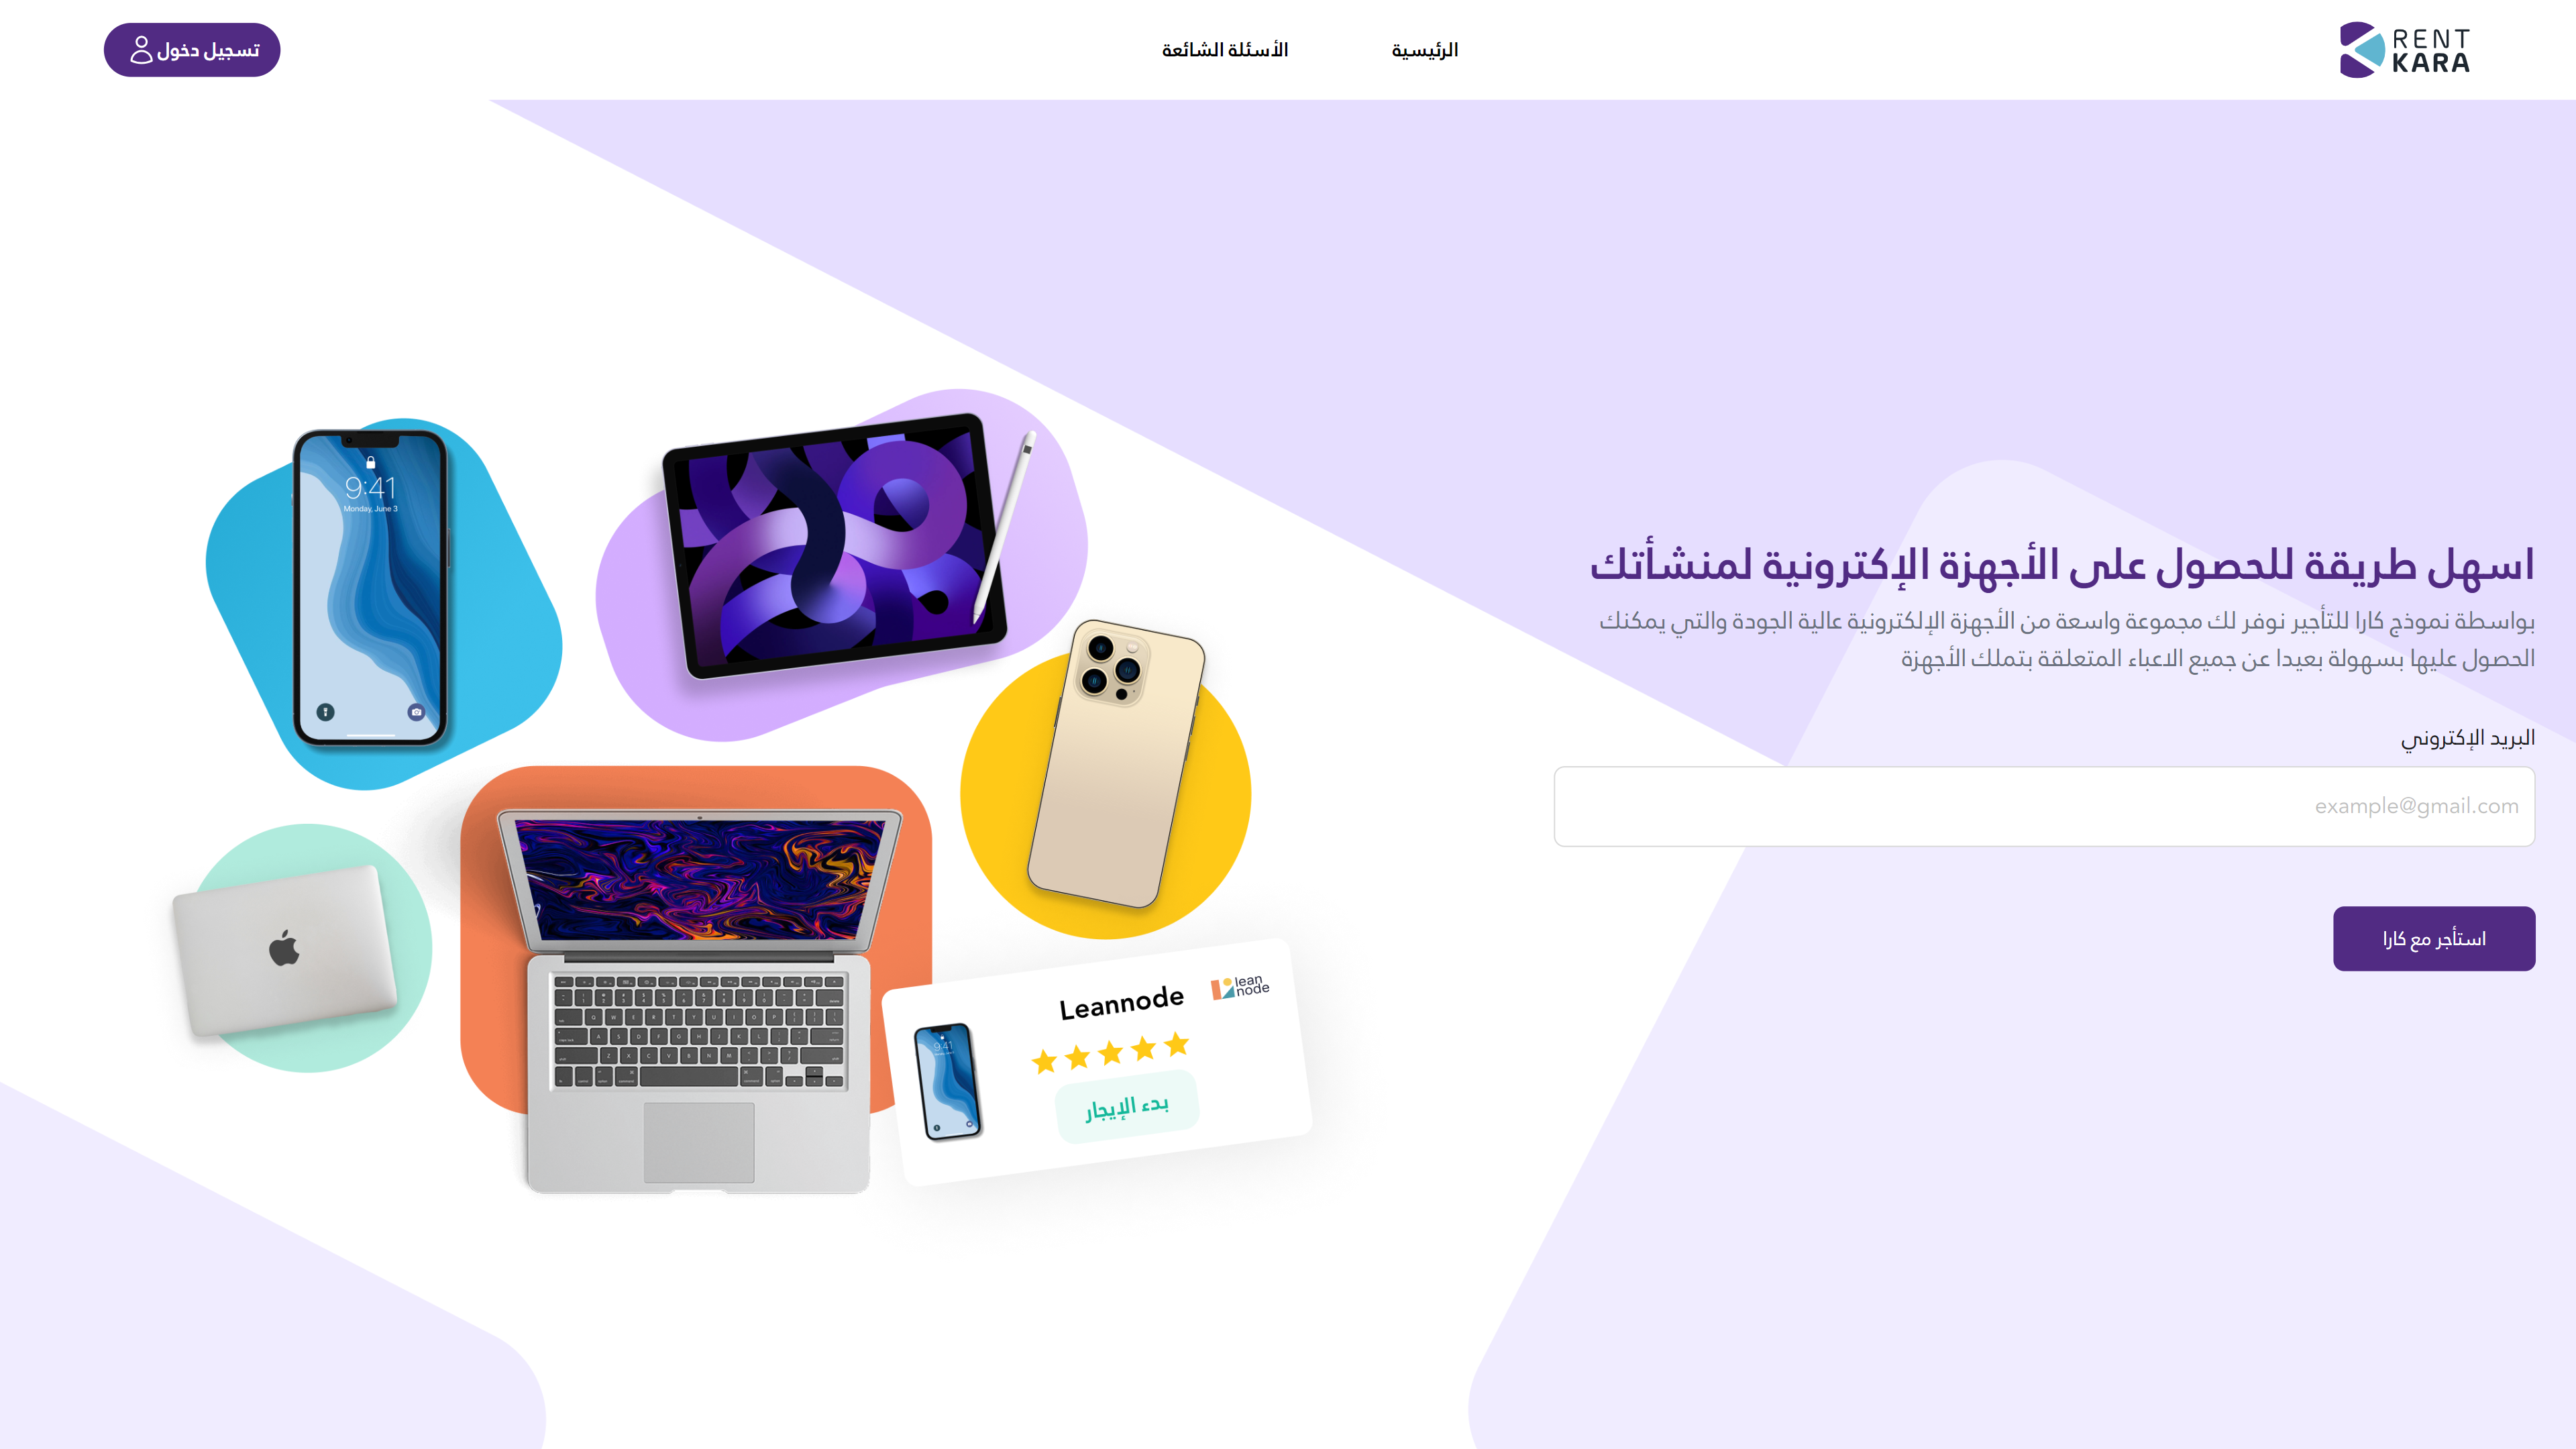 RENT
KARA
الرئيسية
الأسئلة الشائعة
تسجيل دخول
اسهل طريقة للحصول على الأجهزة الإكترونية لمنشأتك
بواسطة نموذج كارا للتأجير نوفر لك مجموعة واسعة من الأجهزة الإلكترونية عالية الجودة والتي يمكنك
الحصول عليها بسهولة بعيدا عن جميع الاعباء المتعلقة بتملك الأجهزة
البريد الإكتروني
example@gmail.com
استأجر مع كارا
9:41
Monday, June 3
lean
node
Leannode
9:41
بدء الإيجار